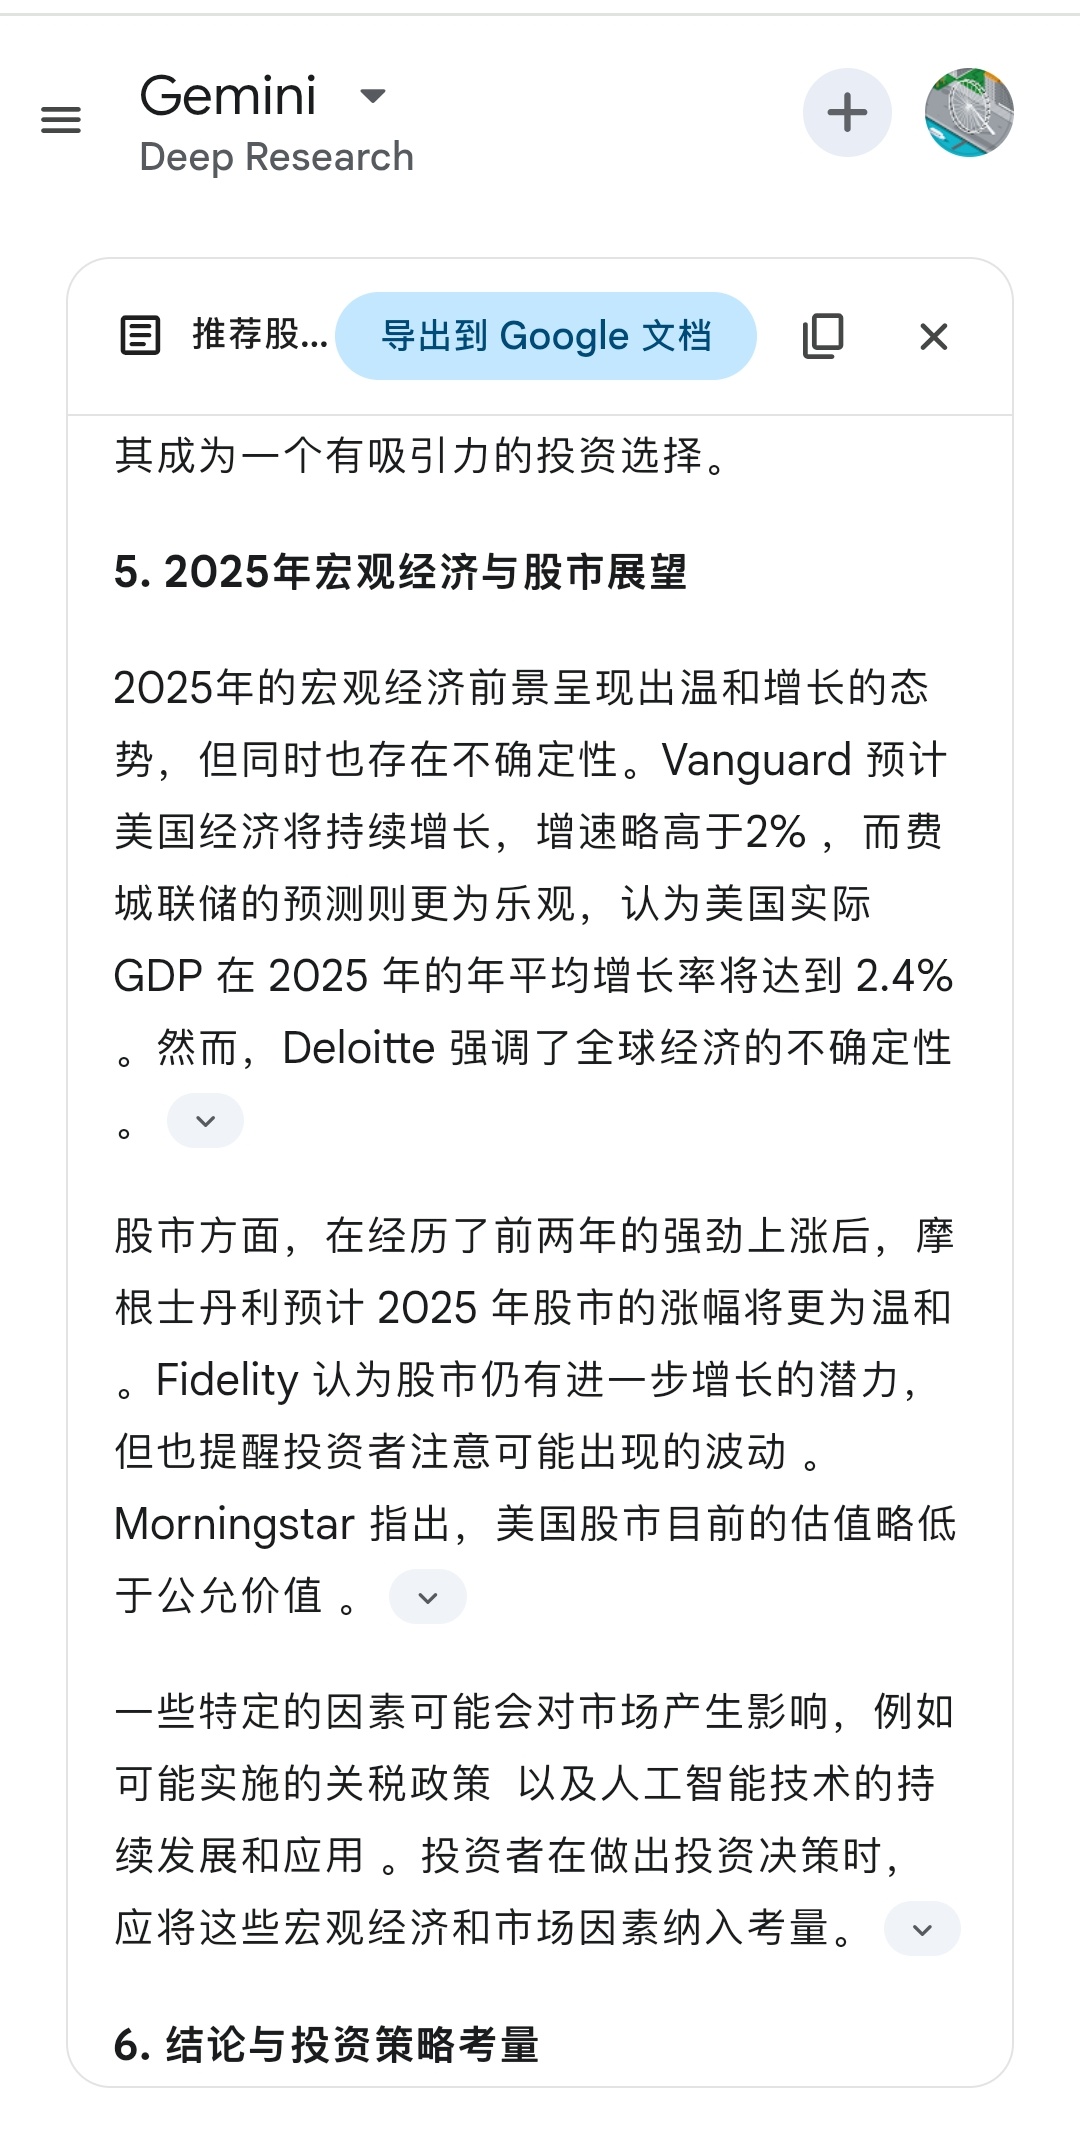 Gemini
Deep Research
推荐股...
导出到 Google 文档
其成为一个有吸引力的投资选择。
5. 2025年宏观经济与股市展望
2025年的宏观经济前景呈现出温和增长的态
势，但同时也存在不确定性。Vanguard 预计
美国经济将持续增长，增速略高于2% ，而费
城联储的预测则更为乐观，认为美国实际
GDP 在 2025 年的年平均增长率将达到 2.4%
。然而，Deloitte 强调了全球经济的不确定性
。
股市方面，在经历了前两年的强劲上涨后，摩
根士丹利预计 2025 年股市的涨幅将更为温和
。Fidelity 认为股市仍有进一步增长的潜力，
但也提醒投资者注意可能出现的波动 。
Morningstar 指出，美国股市目前的估值略低
于公允价值 。
一些特定的因素可能会对市场产生影响，例如
可能实施的关税政策 以及人工智能技术的持
续发展和应用 。投资者在做出投资决策时，
应将这些宏观经济和市场因素纳入考量。
6. 结论与投资策略考量